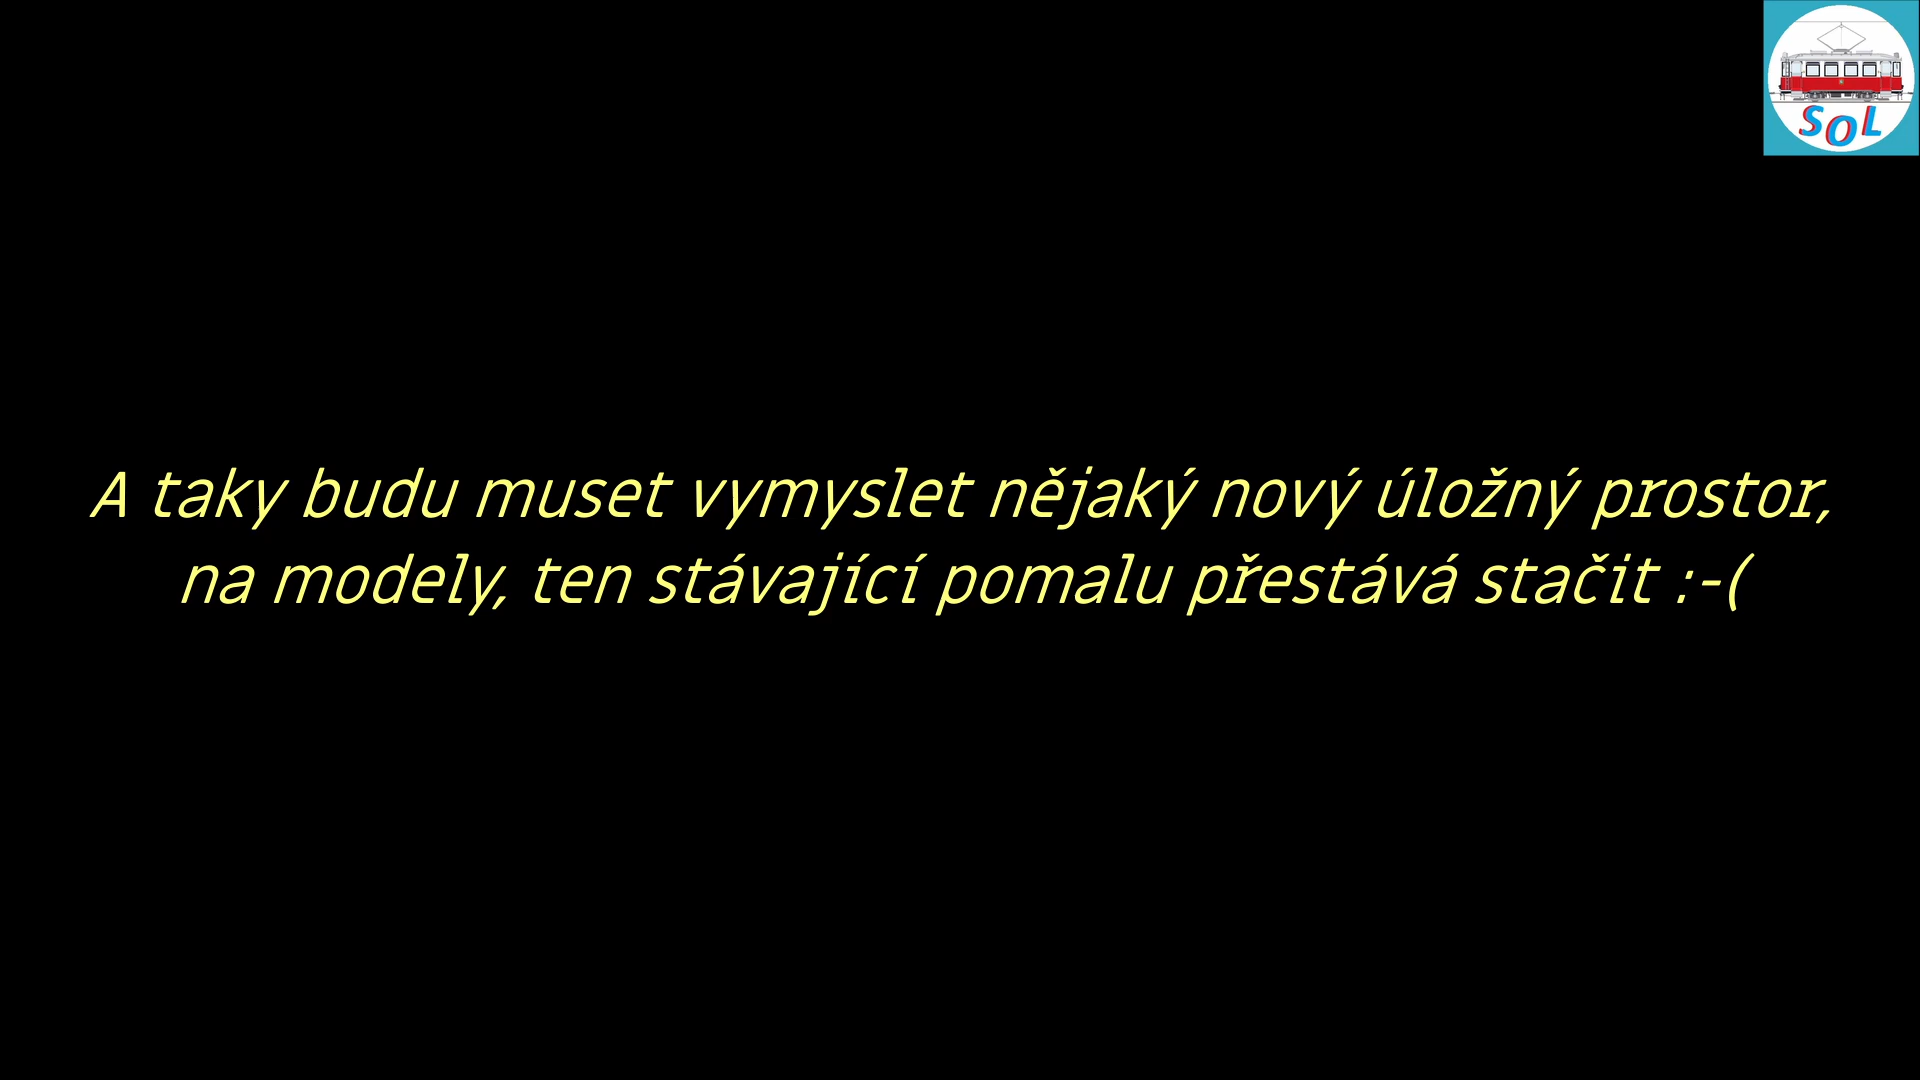 SOL
A taky budu muset vymyslet nějaký nový úložný prostor,
na modely, ten stávající pomalu přestává stačit :-(